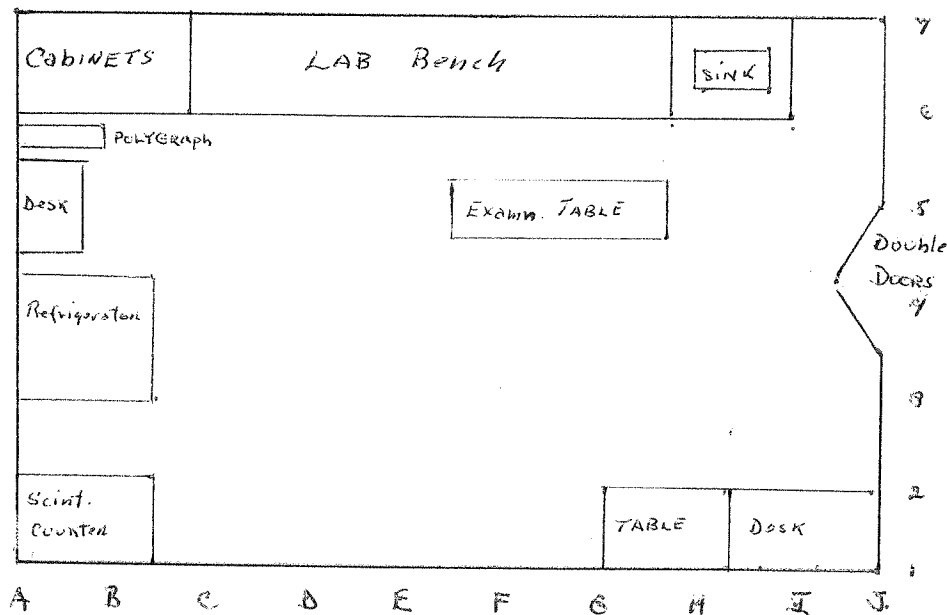 CabiNETS
LAB Bench
SiNK
7
6
POLYGRaph
Desk
Examn. TABLE
5
Double
Doors
4
Refrigerator
3
Scint.
Counter
2
TABLE
Desk
1
A B C D E F G H I J.